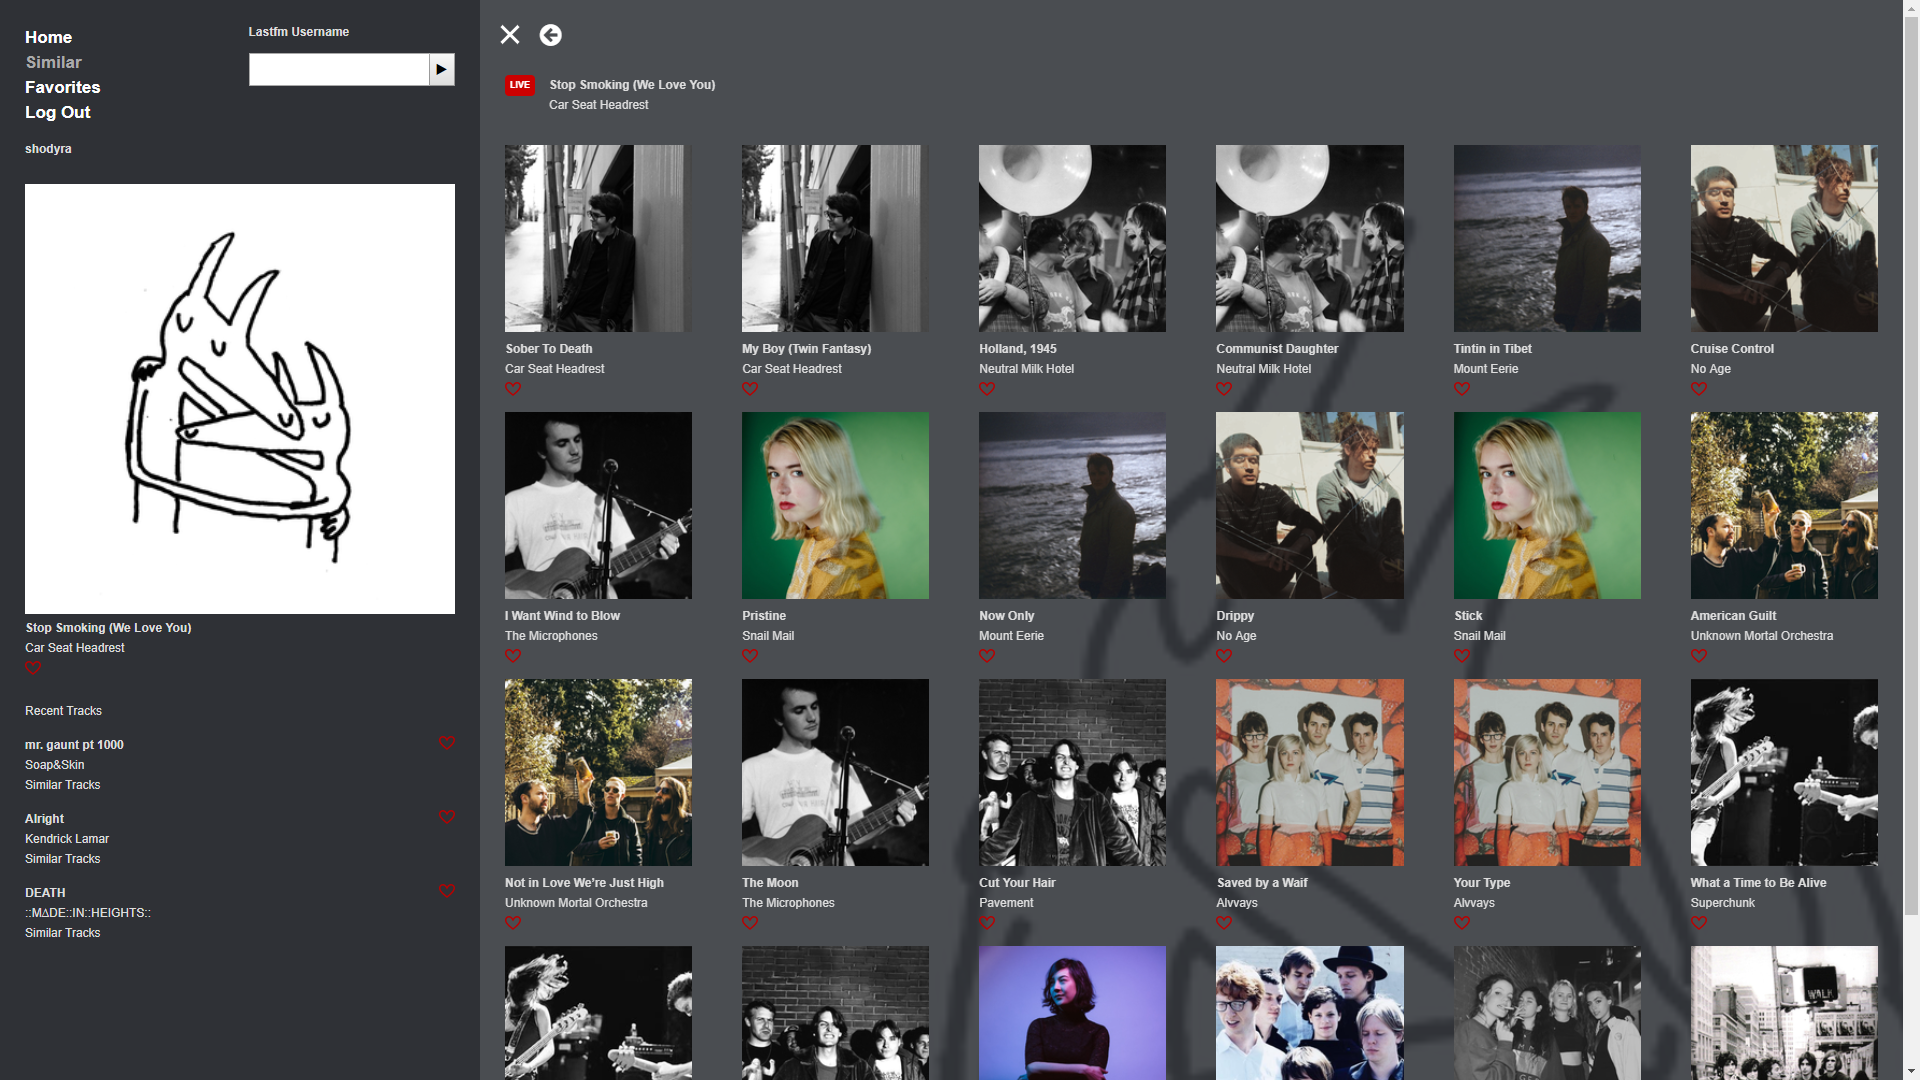 Home
Similar
Favorites
Log Out
Lastfm Username
shodyra
Stop Smoking (We Love You)
Car Seat Headrest
Recent Tracks
mr. gaunt pt 1000
Soap&Skin
Similar Tracks
Alright
Kendrick Lamar
Similar Tracks
DEATH
::MΔDE::IN::HEIGHTS::
Similar Tracks
LIVE
Stop Smoking (We Love You)
Car Seat Headrest
Sober To Death
Car Seat Headrest
My Boy (Twin Fantasy)
Car Seat Headrest
Holland, 1945
Neutral Milk Hotel
Communist Daughter
Neutral Milk Hotel
Tintin in Tibet
Mount Eerie
Cruise Control
No Age
I Want Wind to Blow
The Microphones
Pristine
Snail Mail
Now Only
Mount Eerie
Drippy
No Age
Stick
Snail Mail
American Guilt
Unknown Mortal Orchestra
Not in Love We're Just High
Unknown Mortal Orchestra
The Moon
The Microphones
Cut Your Hair
Pavement
Saved by a Waif
Alvvays
Your Type
Alvvays
What a Time to Be Alive
Superchunk
WALK